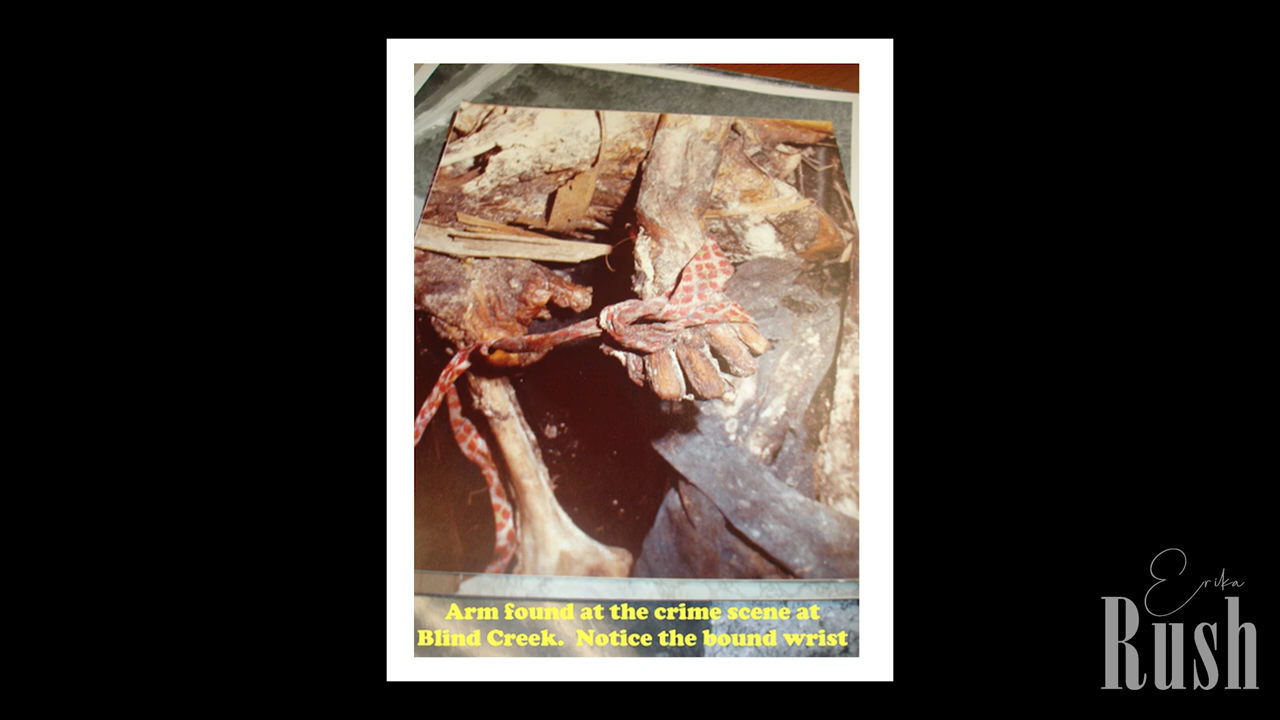 Arm found at the crime scene at
Blind Creek.  Notice the bound wrist
Erika
Rush